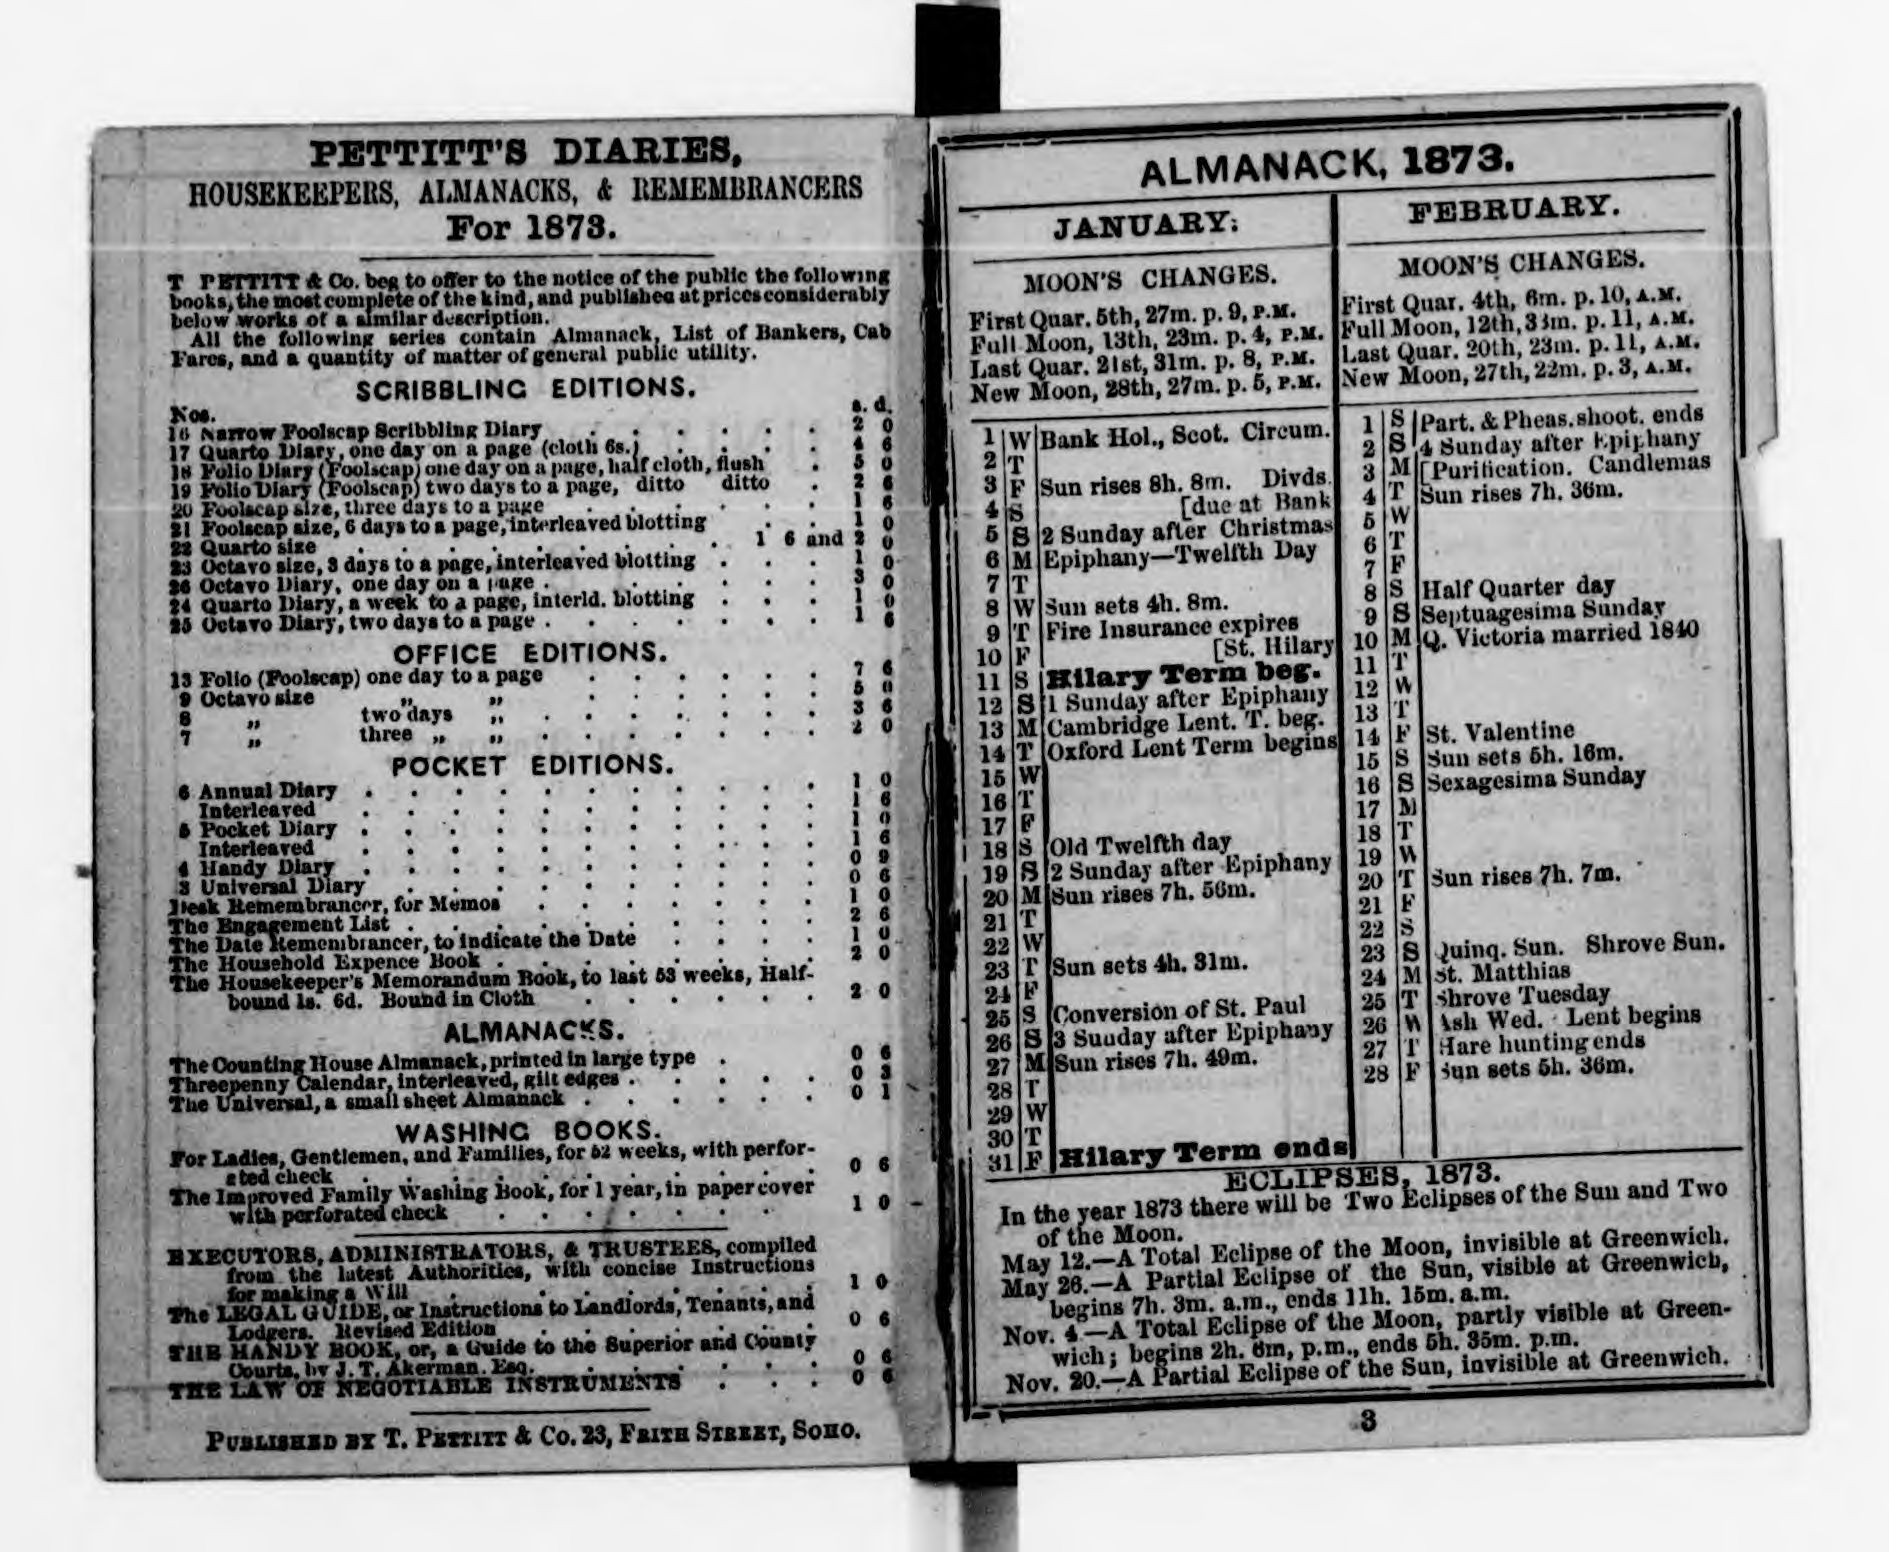 PETTITT'S DIARIES,
HOUSEKEEPERS, ALMANACKS, & REMEMBRANCERS
For 1873.
T PETTITT & Co. beg to offer to the notice of the public the following
books, the most complete of the kind, and published at prices considerably
below works of a similar description.
All the following series contain Almanack, List of Bankers, Cab
Fares, and a quantity of matter of general public utility.
SCRIBBLING EDITIONS.
Nos. s. d.
16 Narrow Foolscap Scribbling Diary . . . . . . 2 0
17 Quarto Diary, one day on a page (cloth 6s.) . . . . 4 6
18 Folio Diary (Foolscap) one day on a page, half cloth, flush . 5 0
19 Folio Diary (Foolscap) two days to a page, ditto ditto . 2 6
20 Foolscap size, three days to a page . . . . . . 1 6
21 Foolscap size, 6 days to a page, interleaved blotting . . 1 0
22 Quarto size . . . . . . . . . 1 6 and 2 0
23 Octavo size, 3 days to a page, interleaved blotting . . . 1 0
26 Octavo Diary, one day on a page . . . . . . . 3 0
24 Quarto Diary, a week to a page, interld. blotting . . . 1 0
25 Octavo Diary, two days to a page . . . . . . . 1 6
OFFICE EDITIONS.
13 Folio (Foolscap) one day to a page . . . . . . 7 6
9 Octavo size „ „ . . . . . . 5 0
8 „ two days „ . . . . . . . 3 6
7 „ three „ „ . . . . . . . 2 0
POCKET EDITIONS.
6 Annual Diary . . . . . . . . . . . 1 0
Interleaved . . . . . . . . . . . 1 6
5 Pocket Diary . . . . . . . . . . . 1 0
Interleaved . . . . . . . . . . . 1 6
4 Handy Diary . . . . . . . . . . . 0 9
3 Universal Diary . . . . . . . . . . 0 6
Desk Remembrancer, for Memos . . . . . . . 1 0
The Engagement List . . . . . . . . . . 2 6
The Date Remembrancer, to indicate the Date . . . . 1 0
The Household Expence Book . . . . . . . . 2 0
The Housekeeper's Memorandum Book, to last 53 weeks, Half-
bound 1s. 6d. Bound in Cloth . . . . . . 2 0
ALMANACKS.
The Counting House Almanack, printed in large type . 0 6
Threepenny Calendar, interleaved, gilt edges . . . . . 0 3
The Universal, a small sheet Almanack . . . . . . 0 1
WASHING BOOKS.
For Ladies, Gentlemen, and Families, for 52 weeks, with perfor-
ated check . . . . . . . . . . . 0 6
The Improved Family Washing Book, for 1 year, in paper cover
with perforated check . . . . . . . 1 0
EXECUTORS, ADMINISTRATORS, & TRUSTEES, compiled
from the latest Authorities, with concise Instructions
for making a Will . . . . . . . . . 1 0
The LEGAL GUIDE, or Instructions to Landlords, Tenants, and
Lodgers. Revised Edition . . . . . . . 0 6
THE HANDY BOOK, or, a Guide to the Superior and County
Courts, by J. T. Akerman, Esq. . . . . . . . 0 6
THE LAW OF NEGOTIABLE INSTRUMENTS . . . 0 6
PUBLISHED BY T. PETTITT & Co. 23, FRITH STREET, SOHO.
ALMANACK, 1873.
JANUARY.
MOON'S CHANGES.
First Quar. 5th, 27m. p. 9, P.M.
Full Moon, 13th, 23m. p. 4, P.M.
Last Quar. 21st, 31m. p. 8, P.M.
New Moon, 28th, 27m. p. 5, P.M.
1 W Bank Hol., Scot. Circum.
2 T
3 F Sun rises 8h. 8m. Divds.
4 S [due at Bank
5 S 2 Sunday after Christmas
6 M Epiphany—Twelfth Day
7 T
8 W Sun sets 4h. 8m.
9 T Fire Insurance expires
10 F [St. Hilary
11 S Hilary Term beg.
12 S 1 Sunday after Epiphany
13 M Cambridge Lent. T. beg.
14 T Oxford Lent Term begins
15 W
16 T
17 F
18 S Old Twelfth day
19 S 2 Sunday after Epiphany
20 M Sun rises 7h. 56m.
21 T
22 W
23 T Sun sets 4h. 31m.
24 F
25 S Conversion of St. Paul
26 S 3 Sunday after Epiphany
27 M Sun rises 7h. 49m.
28 T
29 W
30 T
31 F Hilary Term ends
FEBRUARY.
MOON'S CHANGES.
First Quar. 4th, 6m. p. 10, A.M.
Full Moon, 12th, 33m. p. 11, A.M.
Last Quar. 20th, 23m. p. 11, A.M.
New Moon, 27th, 22m. p. 3, A.M.
1 S Part. & Pheas. shoot. ends
2 S 4 Sunday after Epiphany
3 M [Purification. Candlemas
4 T Sun rises 7h. 36m.
5 W
6 T
7 F
8 S Half Quarter day
9 S Septuagesima Sunday
10 M Q. Victoria married 1840
11 T
12 W
13 T
14 F St. Valentine
15 S Sun sets 5h. 16m.
16 S Sexagesima Sunday
17 M
18 T
19 W
20 T Sun rises 7h. 7m.
21 F
22 S
23 S Quinq. Sun. Shrove Sun.
24 M St. Matthias
25 T Shrove Tuesday
26 W Ash Wed. Lent begins
27 T Hare hunting ends
28 F Sun sets 5h. 36m.
ECLIPSES, 1873.
In the year 1873 there will be Two Eclipses of the Sun and Two
of the Moon.
May 12.—A Total Eclipse of the Moon, invisible at Greenwich.
May 26.—A Partial Eclipse of the Sun, visible at Greenwich,
begins 7h. 3m. a.m., ends 11h. 15m. a.m.
Nov. 4.—A Total Eclipse of the Moon, partly visible at Green-
wich; begins 2h. 6m, p.m., ends 5h. 35m. p.m.
Nov. 20.—A Partial Eclipse of the Sun, invisible at Greenwich.
3